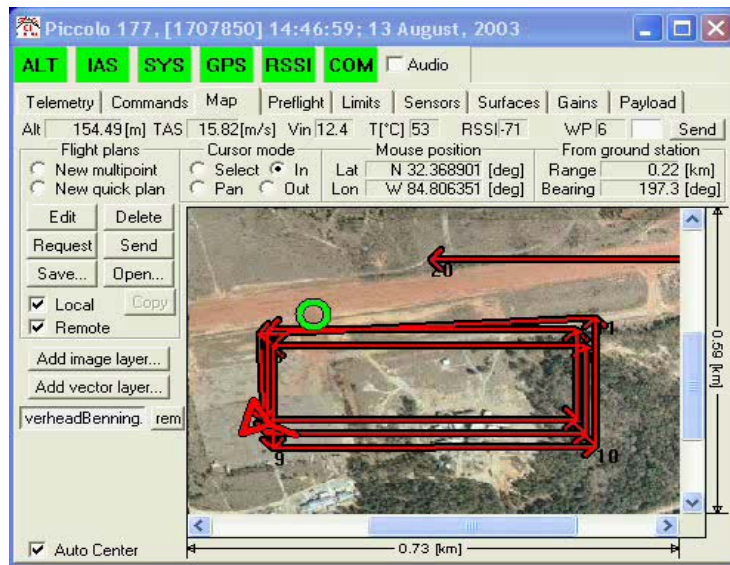 Piccolo 177, [1707850] 14:46:59; 13 August, 2003
ALT IAS SYS GPS RSSI COM Audio
Telemetry Commands Map Preflight Limits Sensors Surfaces Gains Payload
Alt 154.49 [m] TAS 15.82 [m/s] Vin 12.4 T[°C] 53 RSSI -71 WP 6 Send
Flight plans Cursor mode Mouse position From ground station
New multipoint Select In Lat N 32.368901 [deg] Range 0.22 [km]
New quick plan Pan Out Lon W 84.806351 [deg] Bearing 197.3 [deg]
Edit Delete
Request Send
Save... Open...
Local Copy
Remote
Add image layer...
Add vector layer...
verheadBenning. rem
Auto Center
20
9
10
0.59 [km]
0.73 [km]